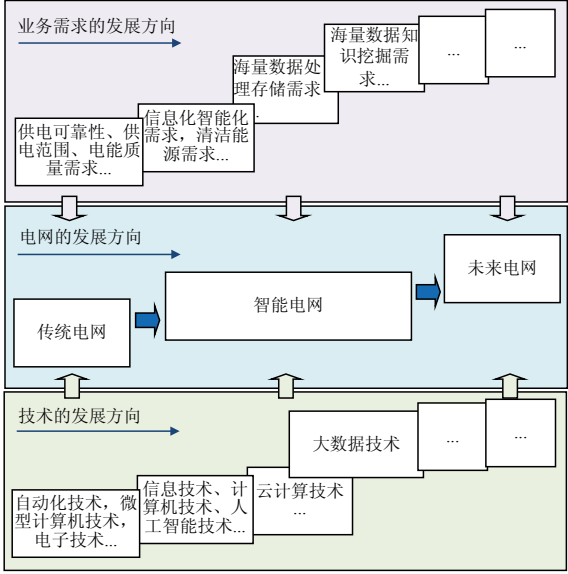 业务需求的发展方向
供电可靠性、供
电范围、电能质
量需求...
信息化智能化
需求，清洁能
源需求...
海量数据处
理存储需求
.
海量数据知
识挖掘需
求...
...
...
电网的发展方向
传统电网
智能电网
未来电网
技术的发展方向
自动化技术，微
型计算机技术，
电子技术...
信息技术、计
算机技术、人
工智能技术...
云计算技术
...
大数据技术
...
...